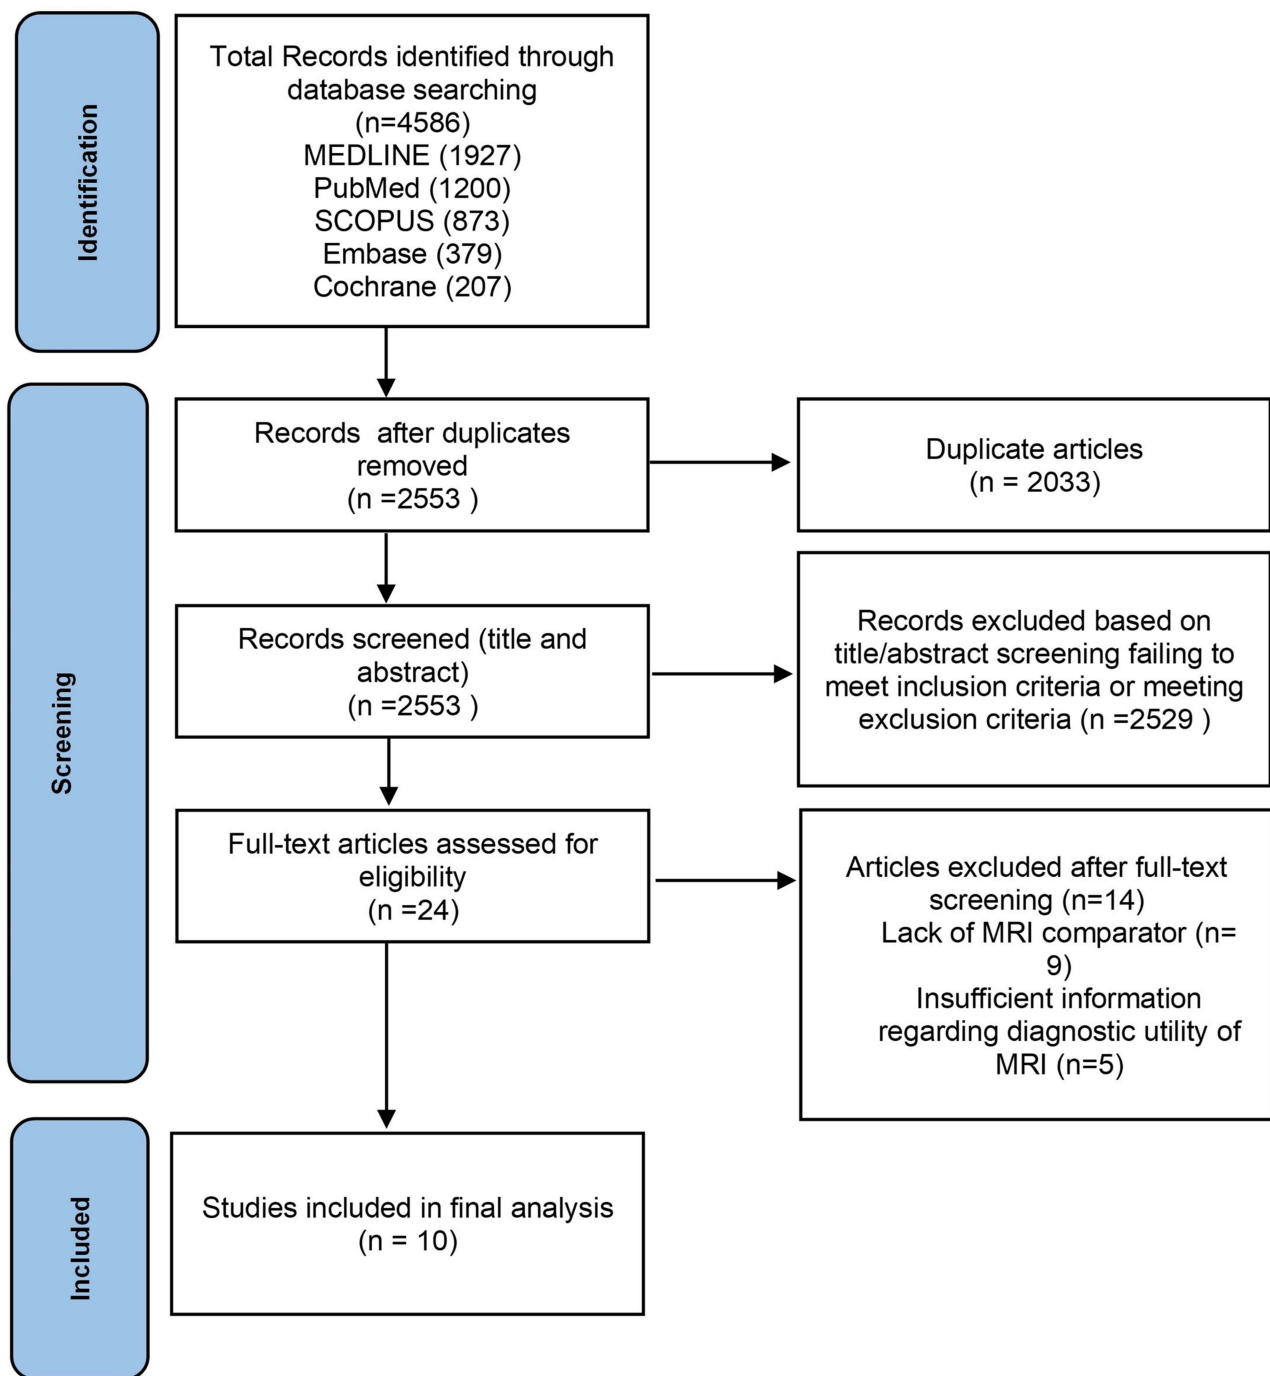 Identification
Total Records identified through
database searching
(n=4586)
MEDLINE (1927)
PubMed (1200)
SCOPUS (873)
Embase (379)
Cochrane (207)
Screening
Records  after duplicates
removed
(n =2553 )
Duplicate articles
(n = 2033)
Records screened (title and
abstract)
(n =2553 )
Records excluded based on
title/abstract screening failing to
meet inclusion criteria or meeting
exclusion criteria (n =2529 )
Full-text articles assessed for
eligibility
(n =24)
Articles excluded after full-text
screening (n=14)
Lack of MRI comparator (n=
9)
Insufficient information
regarding diagnostic utility of
MRI (n=5)
Included
Studies included in final analysis
(n = 10)